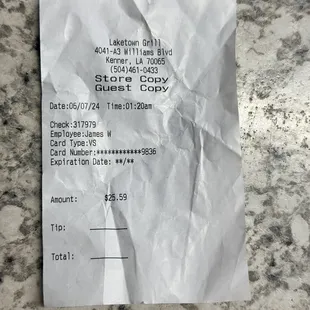 Laketown Grill
4041-A3 Williams Blvd
Kenner, LA 70065
(504)461-0433
Store Copy
Guest Copy
Date:06/07/24 Time:01:20am
Check:317979
Employee:James W
Card Type:VS
Card Number:************9836
Expiration Date: **/**
Amount: $25.59
Tip:
Total: